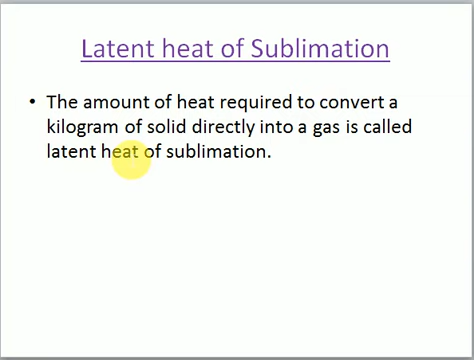 Latent heat of Sublimation
• The amount of heat required to convert a
kilogram of solid directly into a gas is called
latent heat of sublimation.